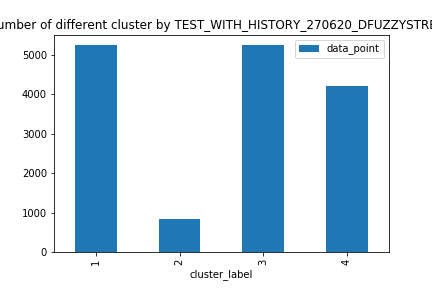 umber of different cluster by TEST_WITH_HISTORY_270620_DFUZZYSTRE
data_point
5000
4000
3000
2000
1000
0
1 2 3 4
cluster_label